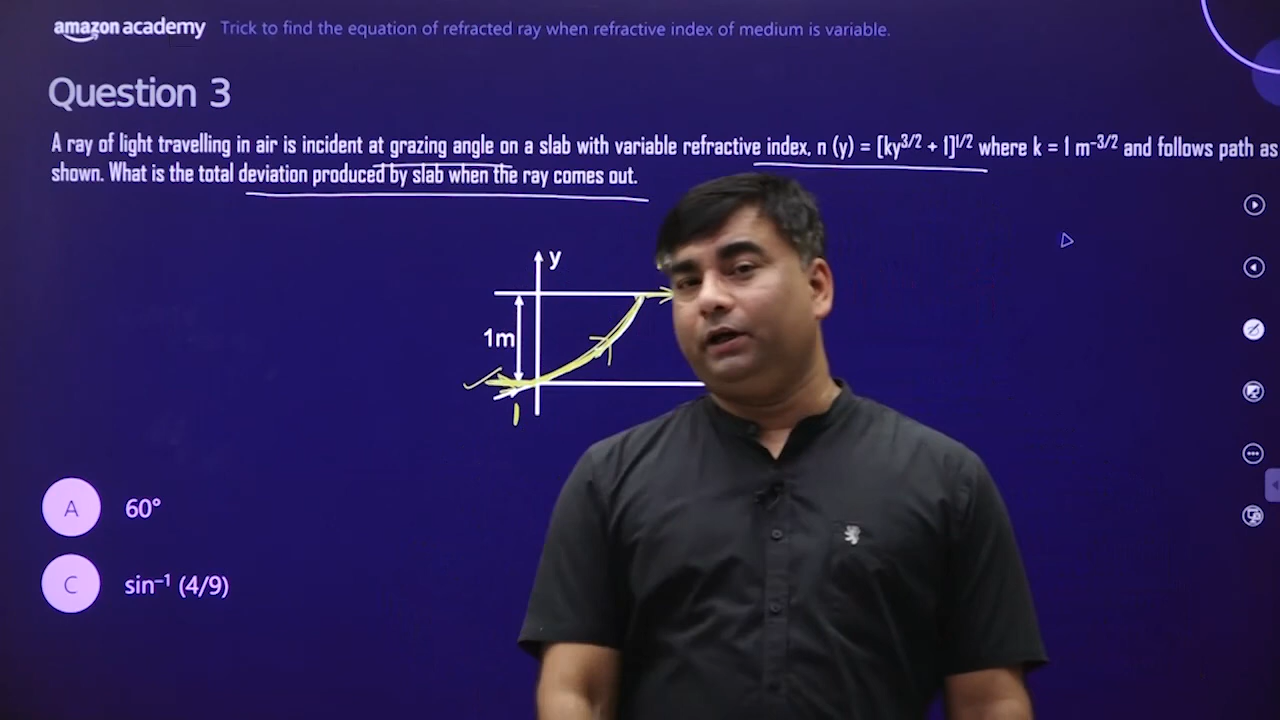 amazon academy Trick to find the equation of refracted ray when refractive index of medium is variable.
Question 3
A ray of light travelling in air is incident at grazing angle on a slab with variable refractive index, n (y) = [ky³/² + 1]¹/² where k = 1 m⁻³/² and follows path as
shown. What is the total deviation produced by slab when the ray comes out.
y
1m
A 60°
C sin⁻¹ (4/9)